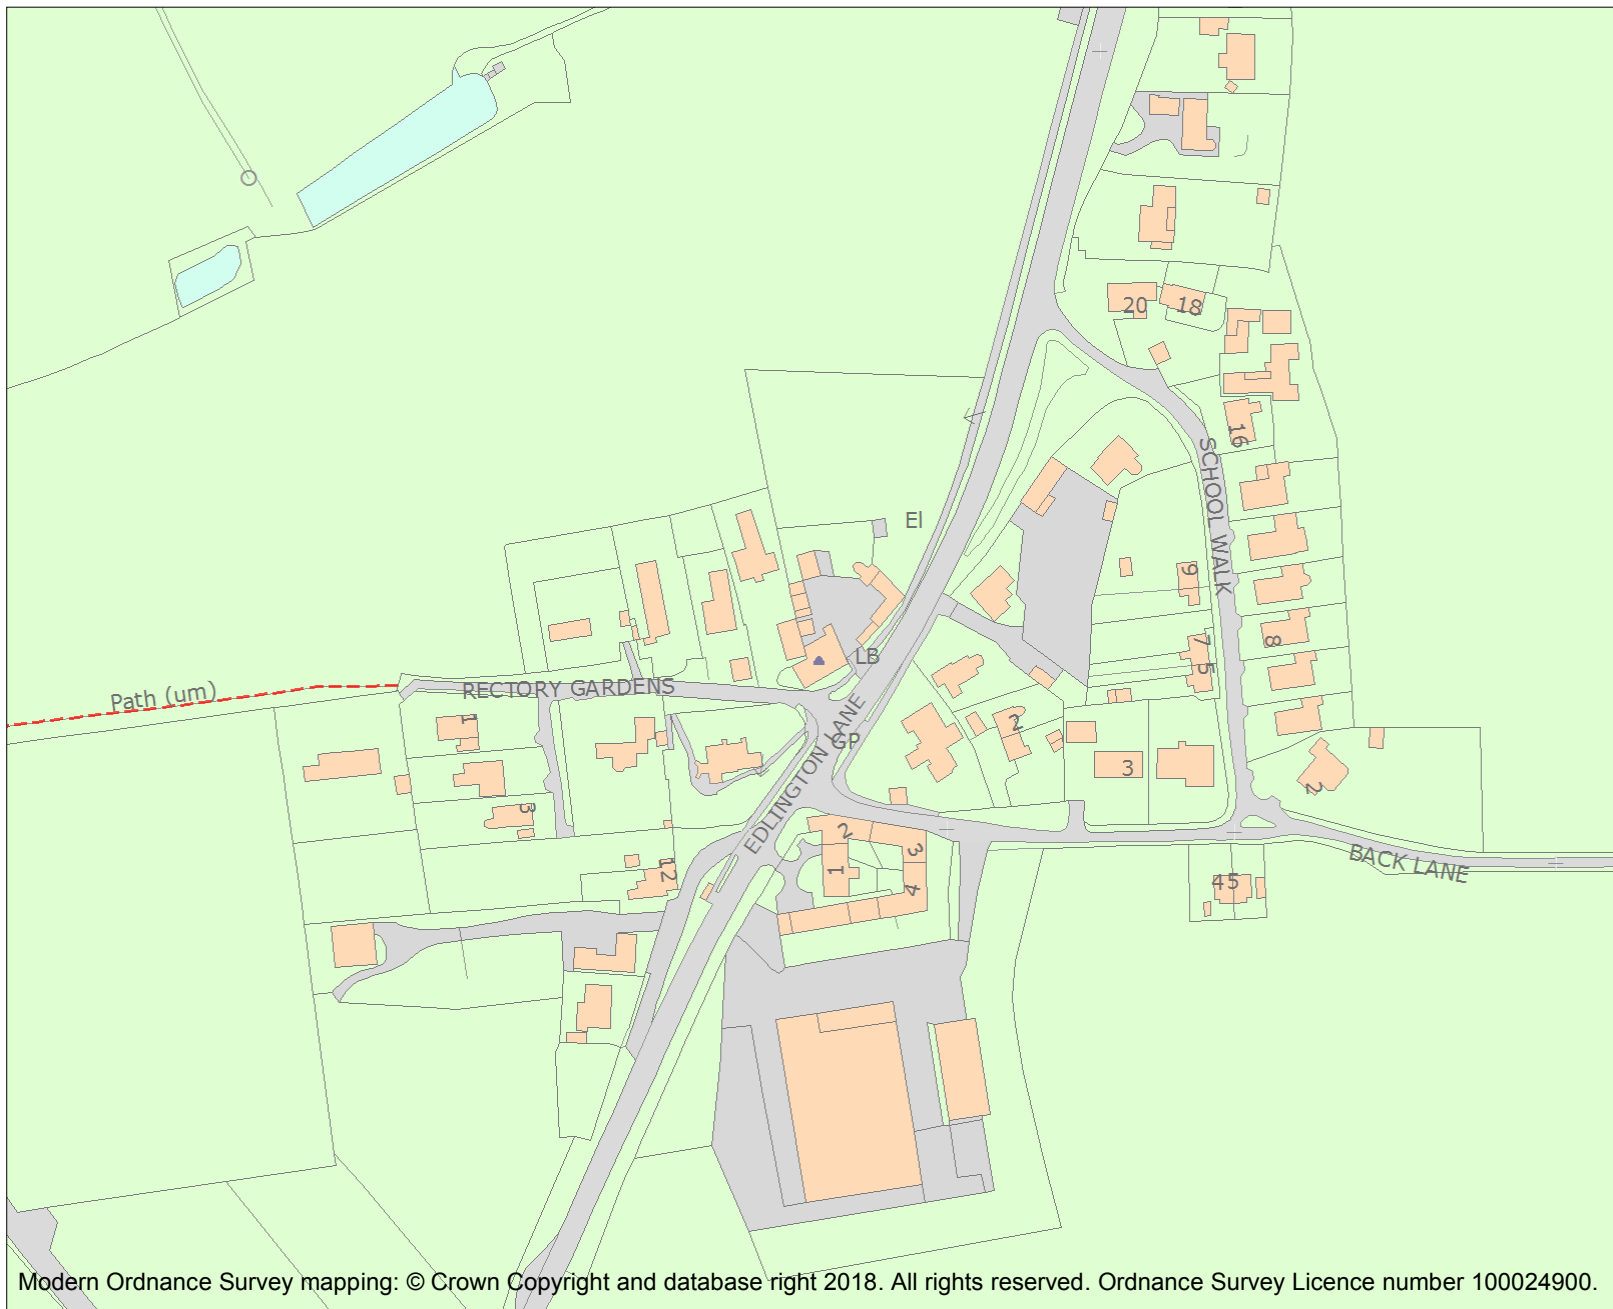 20
18
16
SCHOOL WALK
El
9
8
7
5
LB
Path (um)
RECTORY GARDENS
EDLINGTON LANE
GP
1
2
3
3
2
2
3
1
4
12
BACK LANE
45
Modern Ordnance Survey mapping: © Crown Copyright and database right 2018. All rights reserved. Ordnance Survey Licence number 100024900.